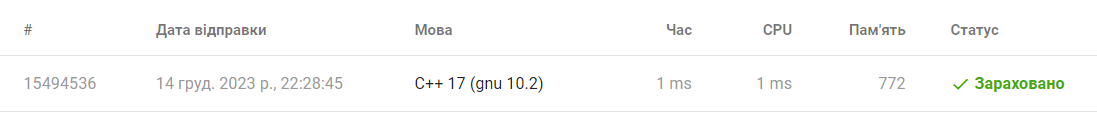 # Дата відправки Мова Час CPU Пам'ять Статус
15494536 14 груд. 2023 р., 22:28:45 C++ 17 (gnu 10.2) 1 ms 1 ms 772 Зараховано